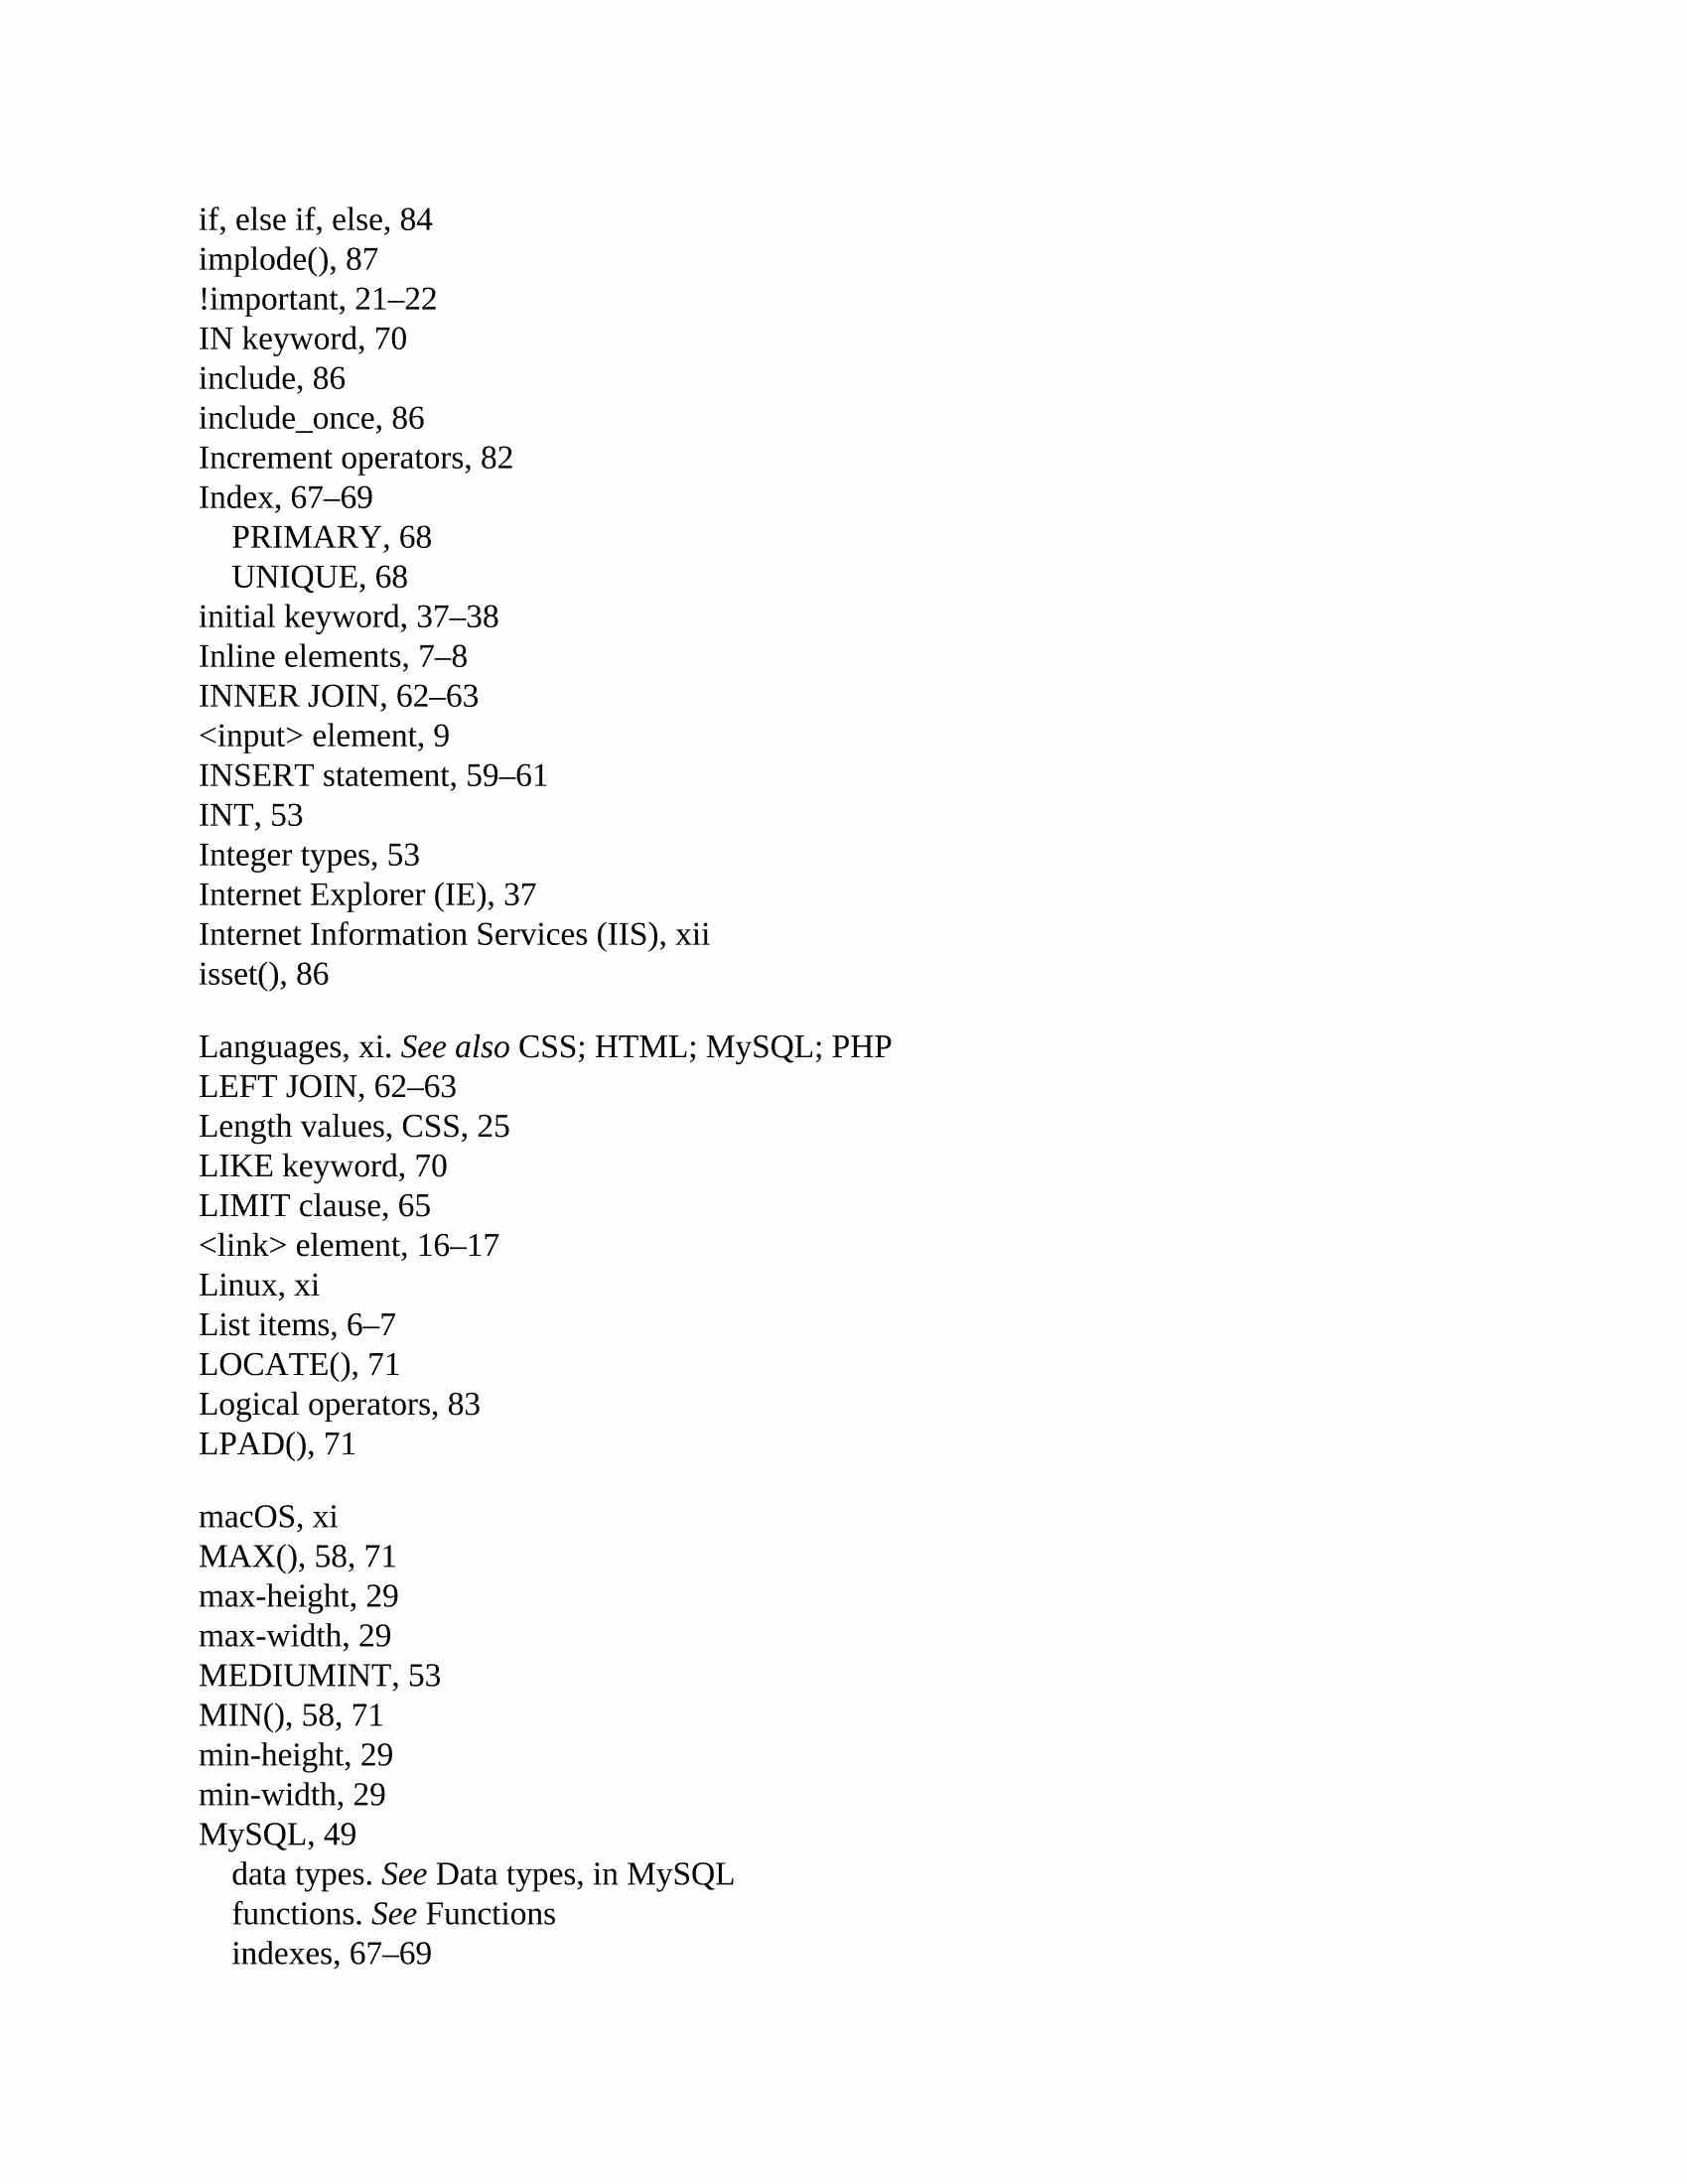 if, else if, else, 84
implode(), 87
!important, 21–22
IN keyword, 70
include, 86
include_once, 86
Increment operators, 82
Index, 67–69
PRIMARY, 68
UNIQUE, 68
initial keyword, 37–38
Inline elements, 7–8
INNER JOIN, 62–63
<input> element, 9
INSERT statement, 59–61
INT, 53
Integer types, 53
Internet Explorer (IE), 37
Internet Information Services (IIS), xii
isset(), 86
Languages, xi. See also CSS; HTML; MySQL; PHP
LEFT JOIN, 62–63
Length values, CSS, 25
LIKE keyword, 70
LIMIT clause, 65
<link> element, 16–17
Linux, xi
List items, 6–7
LOCATE(), 71
Logical operators, 83
LPAD(), 71
macOS, xi
MAX(), 58, 71
max-height, 29
max-width, 29
MEDIUMINT, 53
MIN(), 58, 71
min-height, 29
min-width, 29
MySQL, 49
data types. See Data types, in MySQL
functions. See Functions
indexes, 67–69